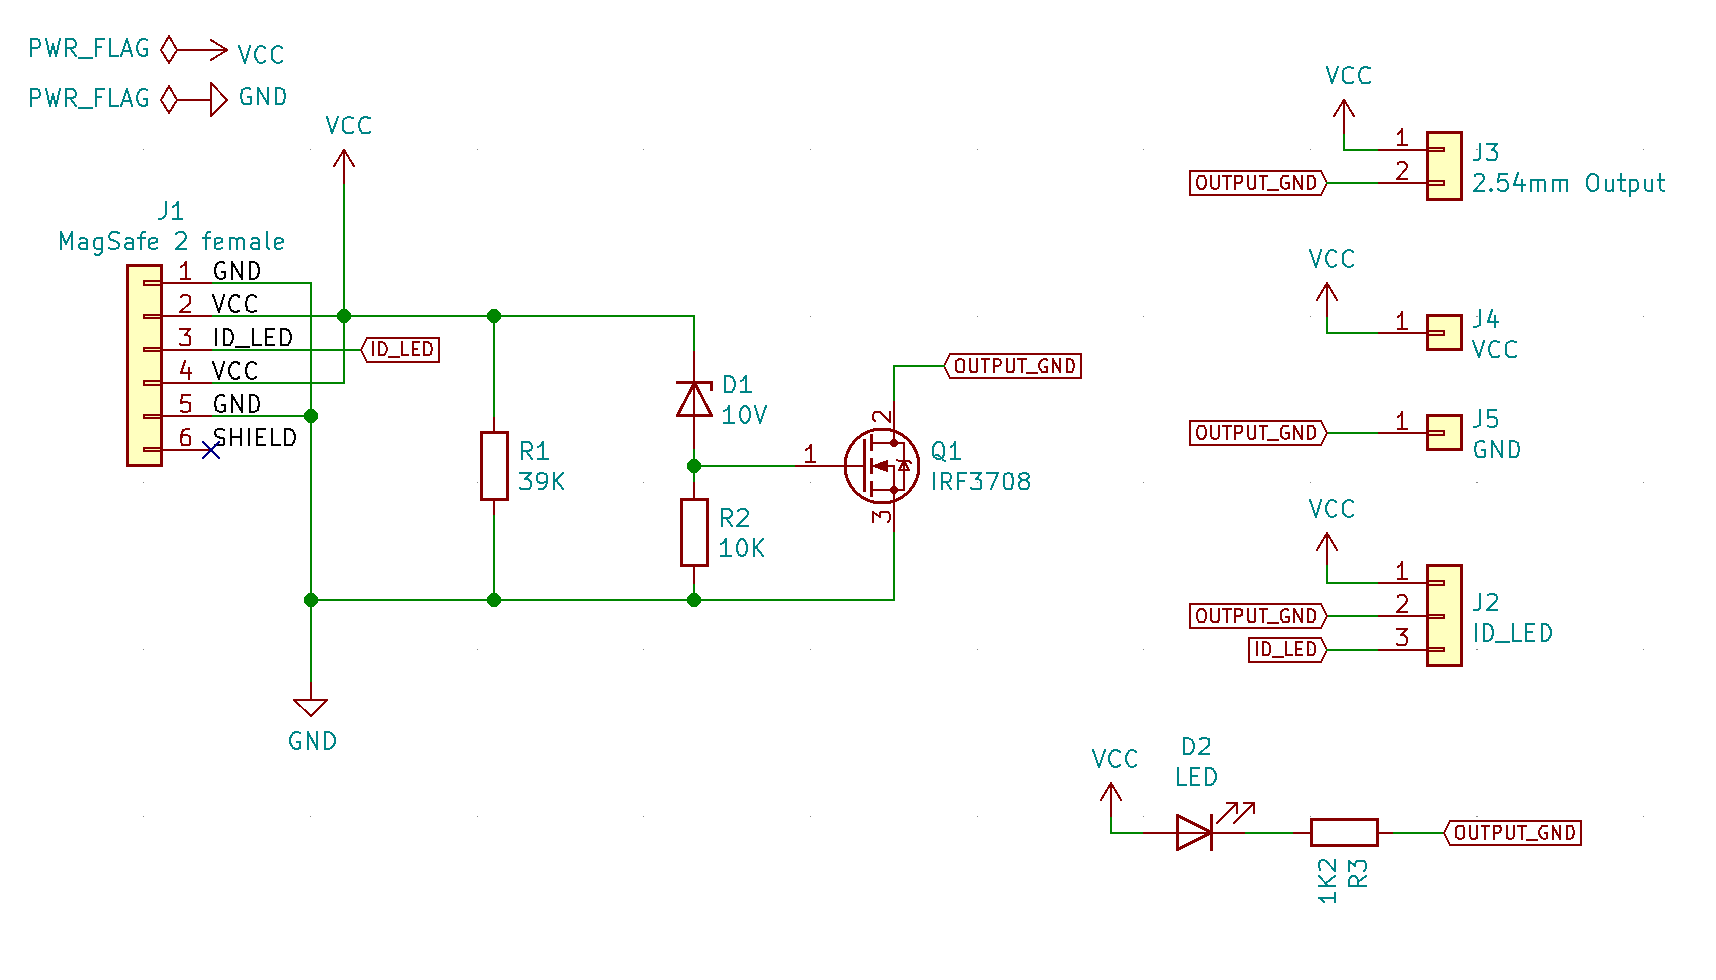 PWR_FLAG
VCC
PWR_FLAG
GND
VCC
J1
MagSafe 2 female
1 GND
2 VCC
3 ID_LED
4 VCC
5 GND
6 SHIELD
ID_LED
GND
R1
39K
D1
10V
R2
10K
OUTPUT_GND
1
2
3
Q1
IRF3708
VCC
1
2
OUTPUT_GND
J3
2.54mm Output
VCC
1
J4
VCC
OUTPUT_GND
1
J5
GND
VCC
1
OUTPUT_GND
2
ID_LED
3
J2
ID_LED
VCC
D2
LED
1K2
R3
OUTPUT_GND